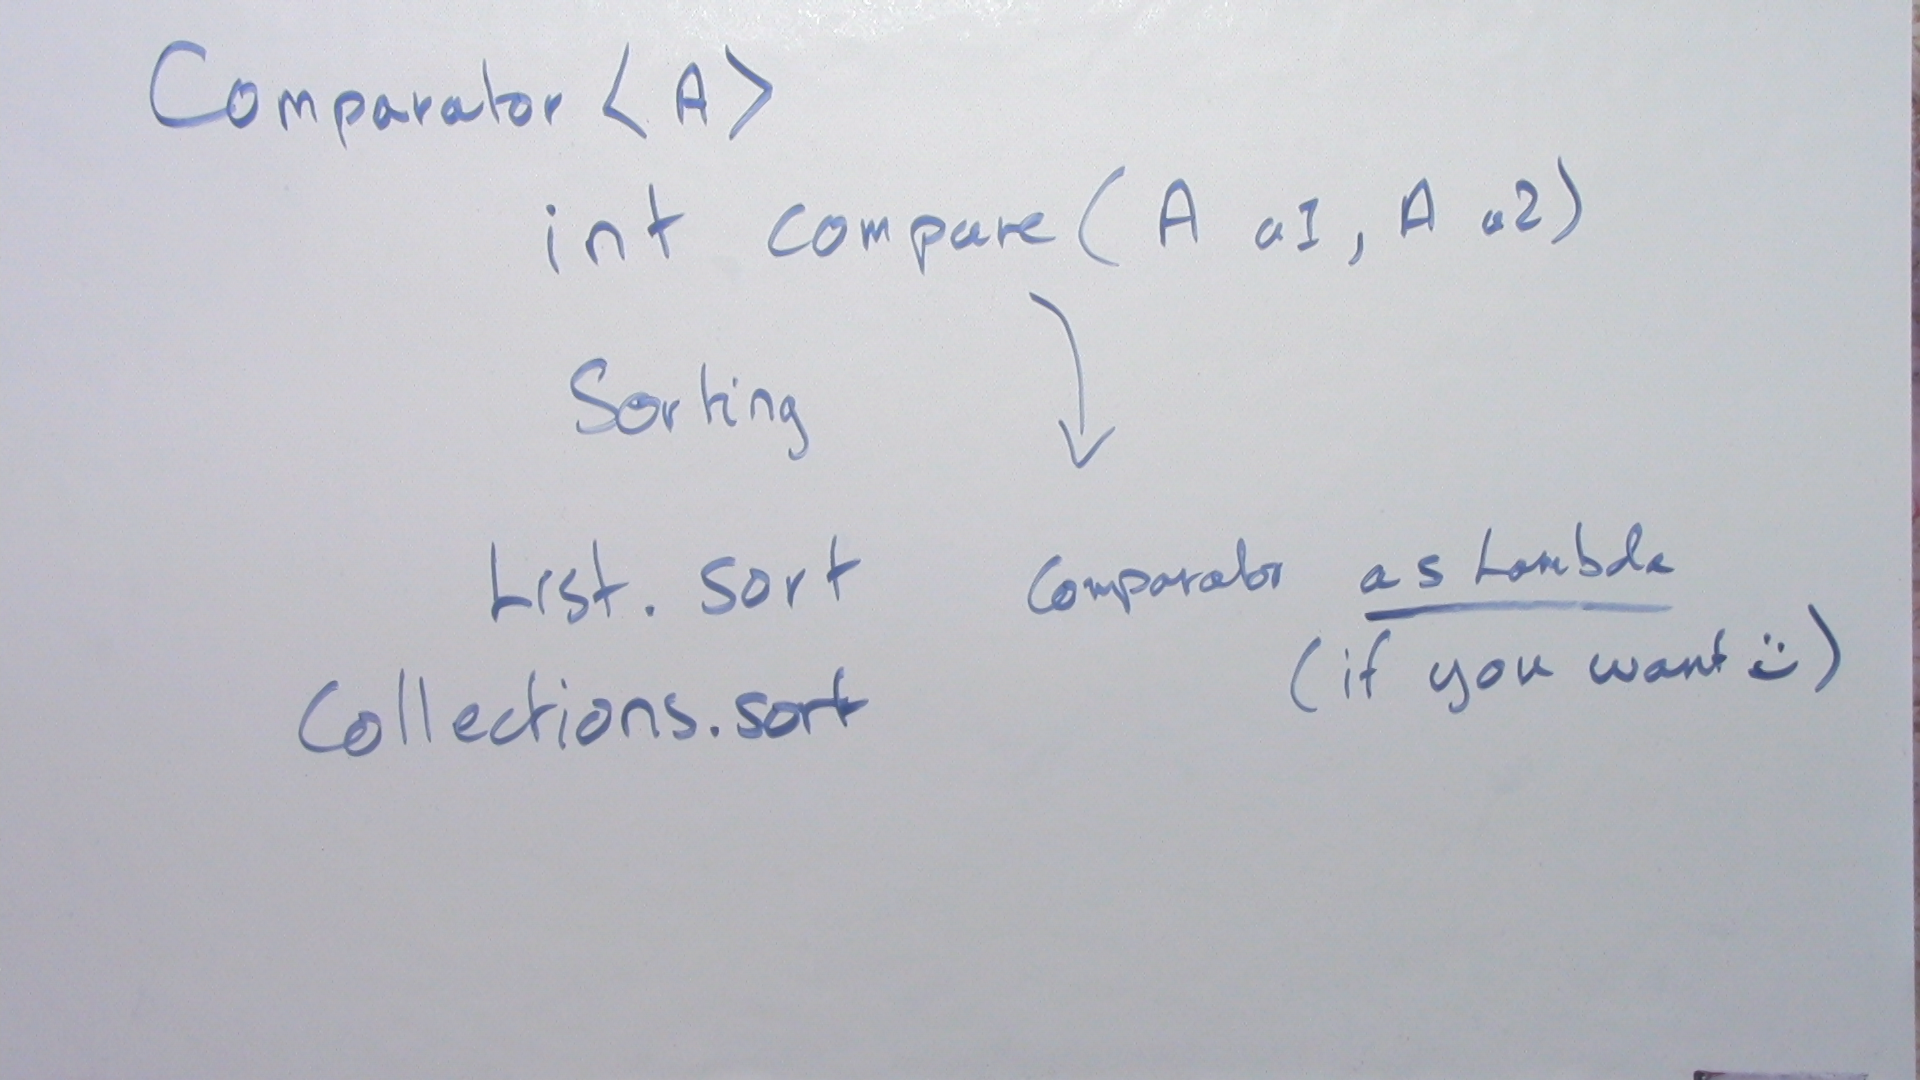 Comparator <A>
int compare(A a1, A a2)
Sorting
List.sort
Comparator as Lambda
(if you want :))
Collections.sort